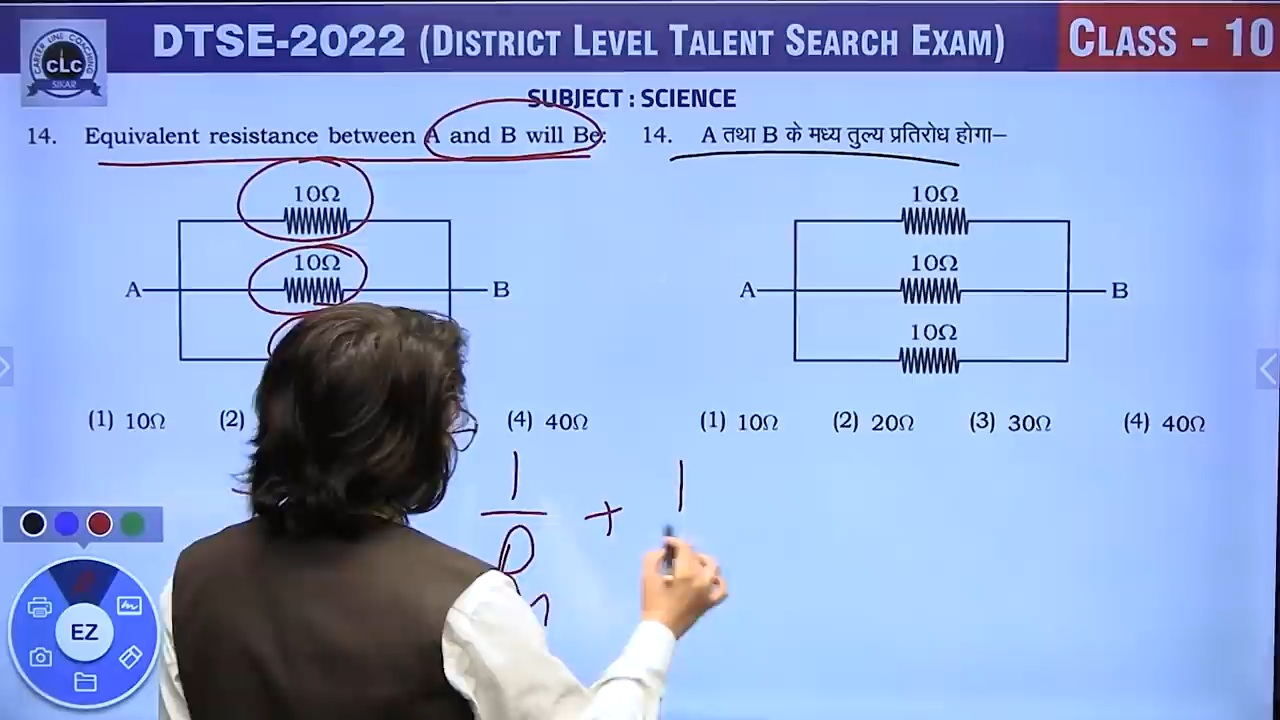 DTSE-2022 (DISTRICT LEVEL TALENT SEARCH EXAM)
CLASS - 10
CAREER LINE COACHING
CLC
SIKAR
SUBJECT : SCIENCE
14. Equivalent resistance between A and B will Be:
10Ω
10Ω
A B
(1) 10Ω (2) (4) 40Ω
14. A तथा B के मध्य तुल्य प्रतिरोध होगा–
10Ω
10Ω
A B
10Ω
(1) 10Ω (2) 20Ω (3) 30Ω (4) 40Ω
1 + 1
EZ